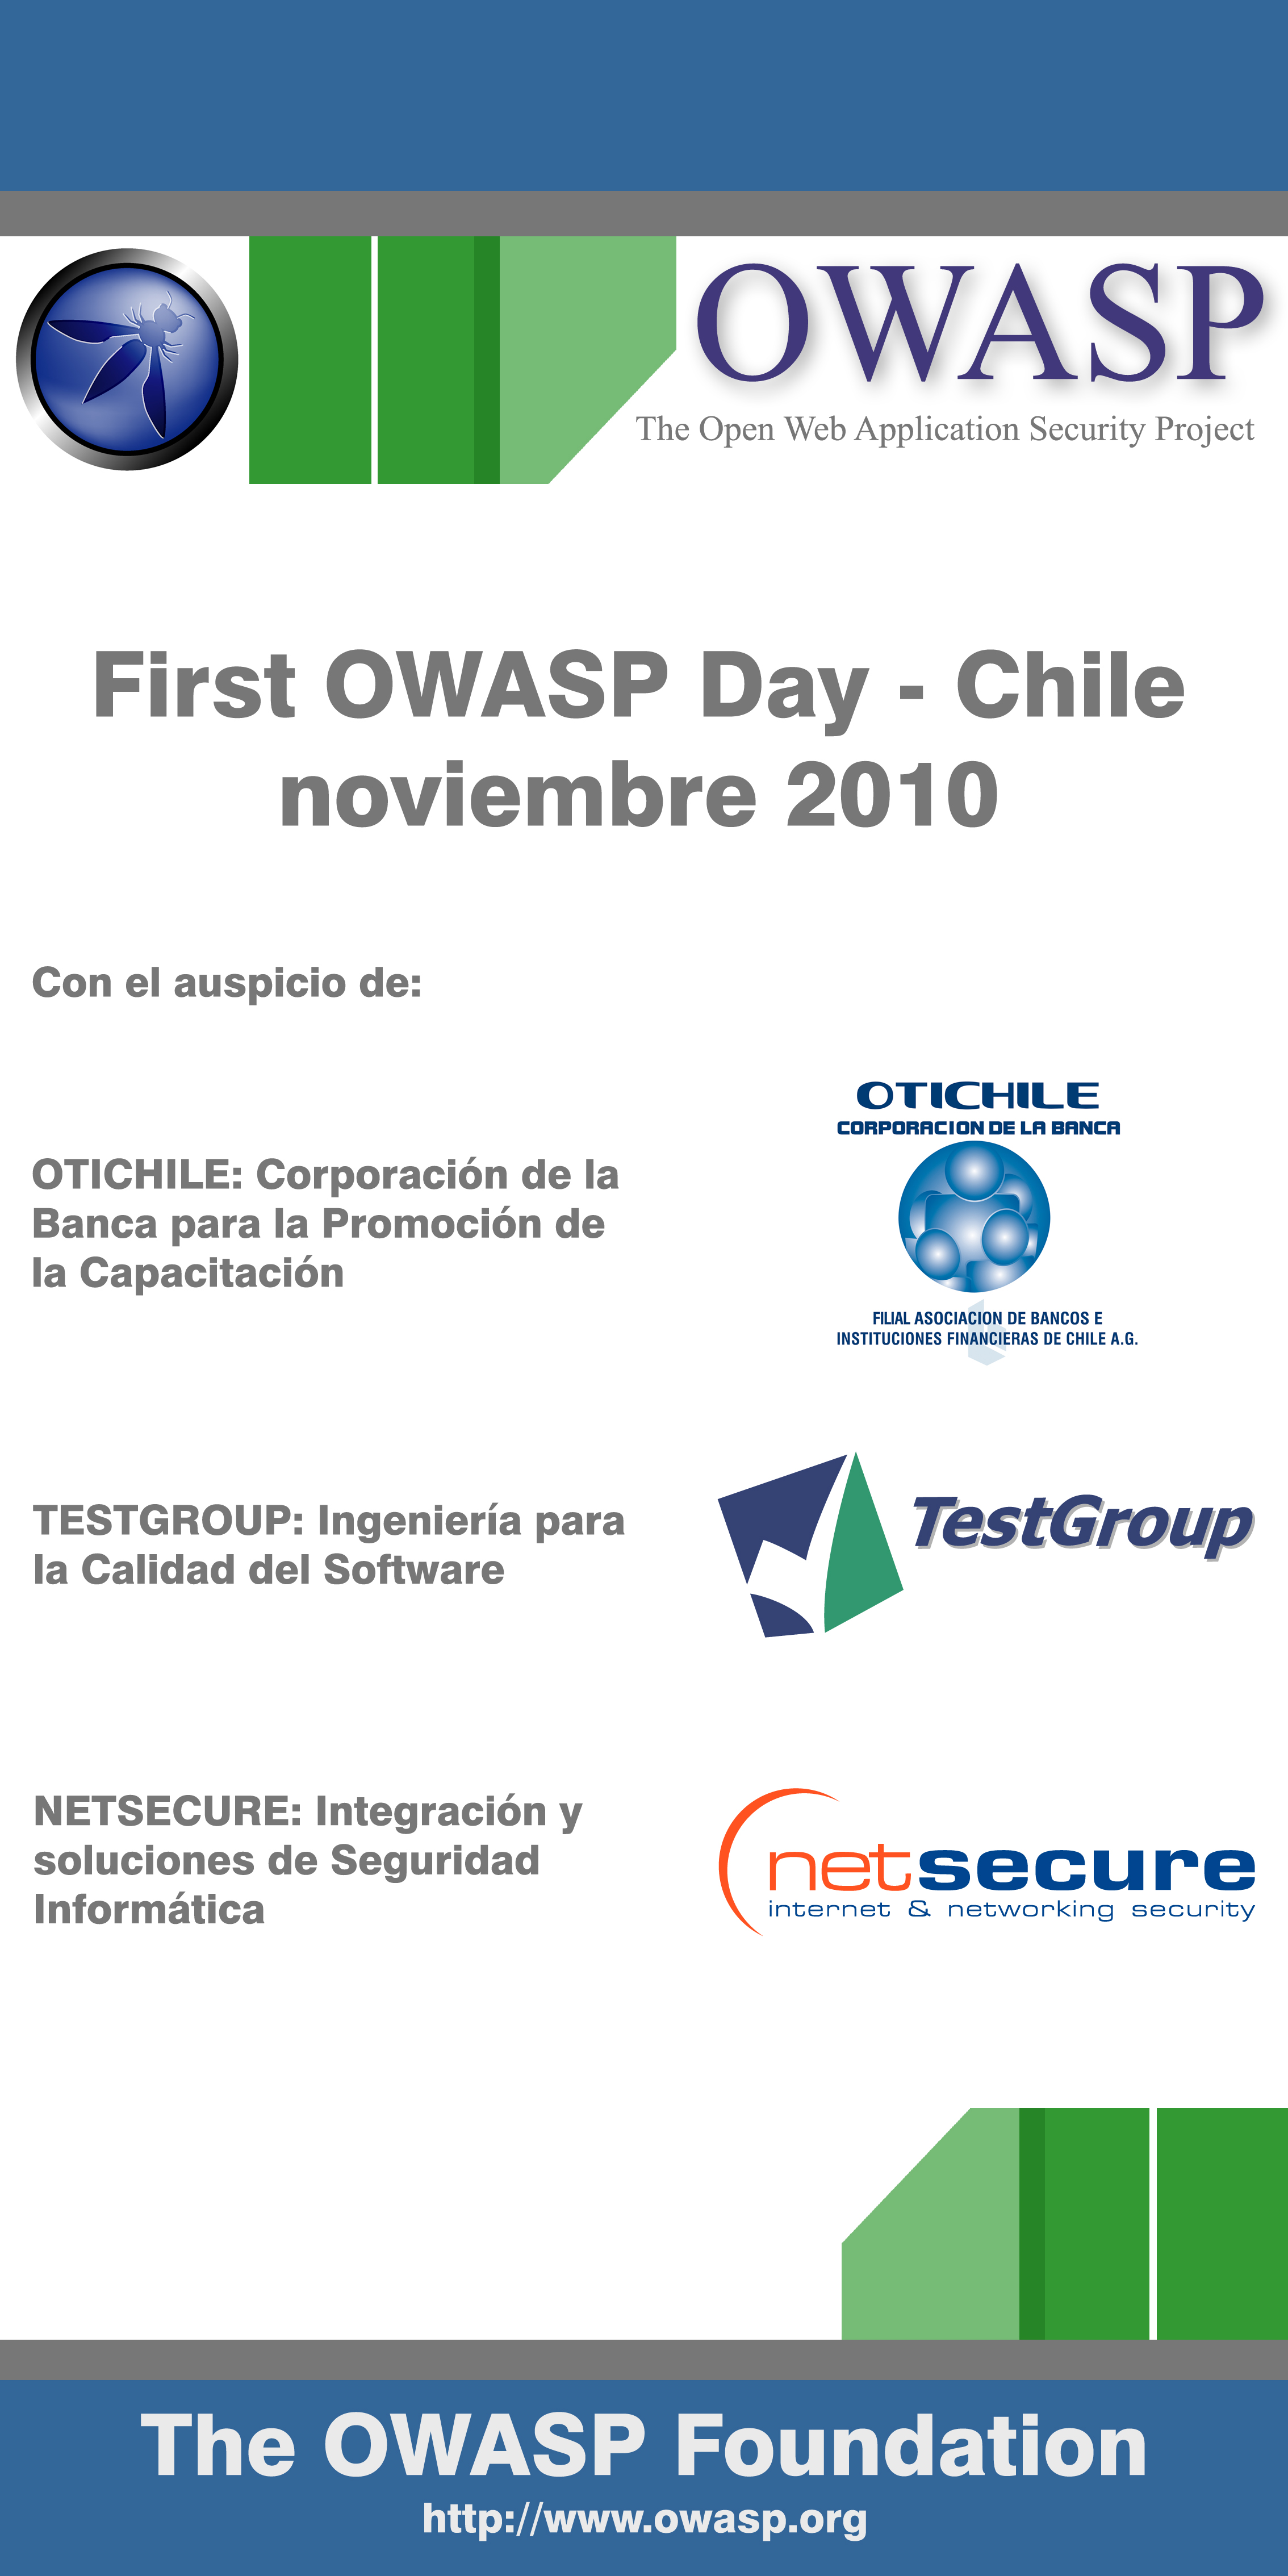 OWASP
The Open Web Application Security Project
First OWASP Day - Chile
noviembre 2010
Con el auspicio de:
OTICHILE: Corporación de la
Banca para la Promoción de
la Capacitación
OTICHILE
CORPORACION DE LA BANCA
FILIAL ASOCIACION DE BANCOS E
INSTITUCIONES FINANCIERAS DE CHILE A.G.
TESTGROUP: Ingeniería para
la Calidad del Software
TestGroup
NETSECURE: Integración y
soluciones de Seguridad
Informática
netsecure
internet & networking security
The OWASP Foundation
http://www.owasp.org